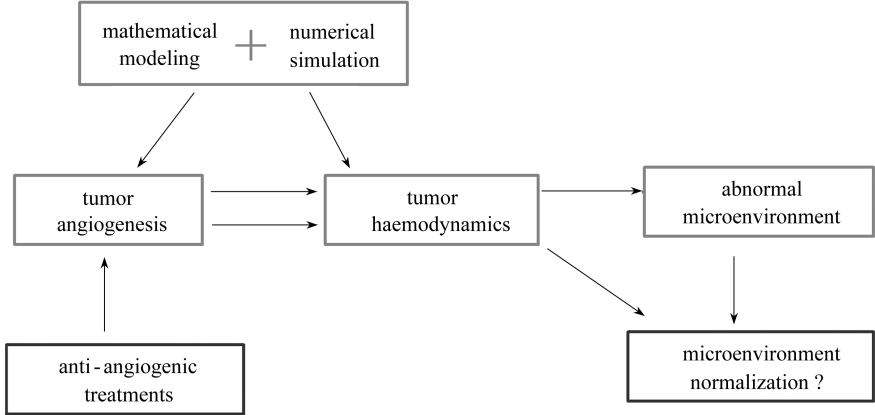 mathematical
modeling
+
numerical
simulation
tumor
angiogenesis
tumor
haemodynamics
abnormal
microenvironment
anti-angiogenic
treatments
microenvironment
normalization ?